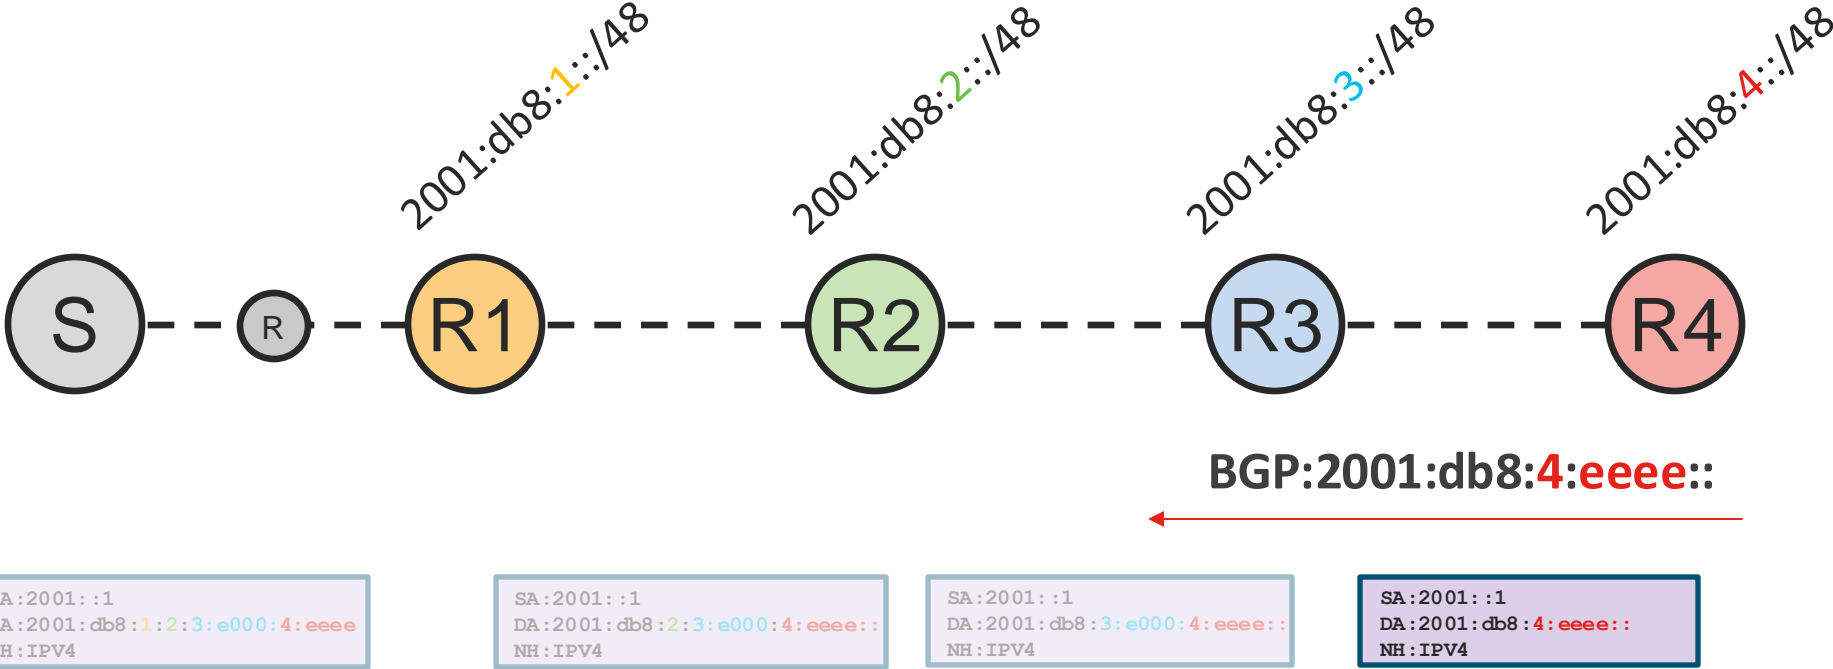 2001:db8:1::/48
2001:db8:2::/48
2001:db8:3::/48
2001:db8:4::/48
S
R
R1
R2
R3
R4
BGP:2001:db8:4:eeee::
A:2001::1
A:2001:db8:1:2:3:e000:4:eeee
H:IPV4
SA:2001::1
DA:2001:db8:2:3:e000:4:eeee::
NH:IPV4
SA:2001::1
DA:2001:db8:3:e000:4:eeee::
NH:IPV4
SA:2001::1
DA:2001:db8:4:eeee::
NH:IPV4